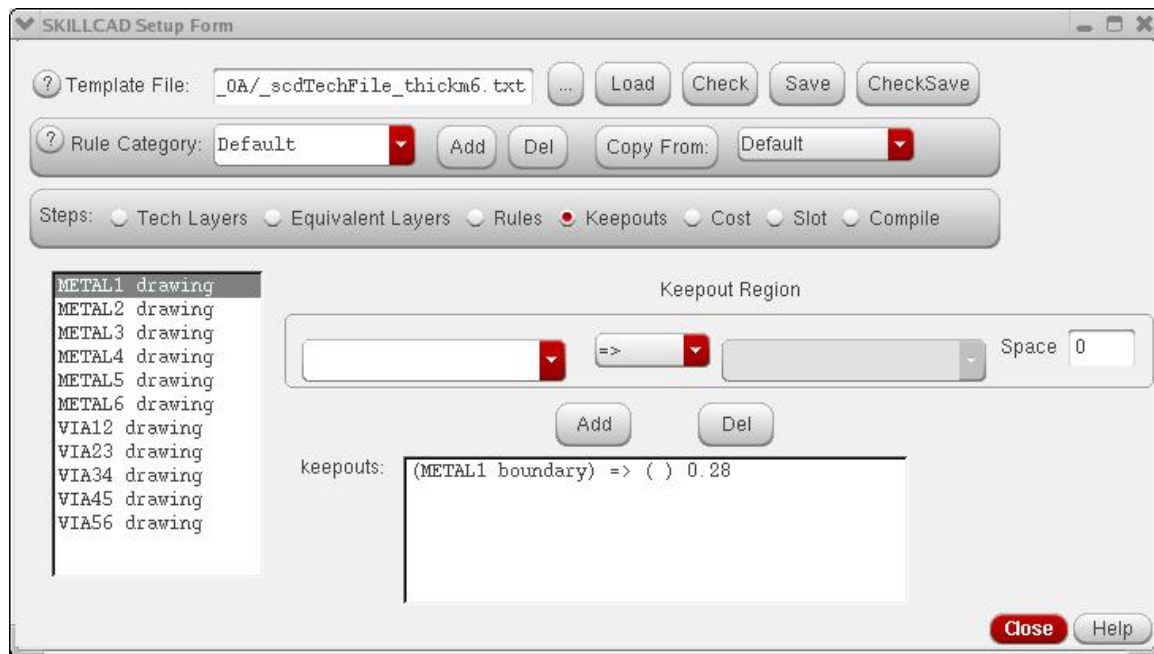 SKILLCAD Setup Form
? Template File: _OA/_scdTechFile_thickm6.txt ... Load Check Save CheckSave
? Rule Category: Default Add Del Copy From: Default
Steps: Tech Layers Equivalent Layers Rules Keepouts Cost Slot Compile
METAL1 drawing
METAL2 drawing
METAL3 drawing
METAL4 drawing
METAL5 drawing
METAL6 drawing
VIA12 drawing
VIA23 drawing
VIA34 drawing
VIA45 drawing
VIA56 drawing
Keepout Region
=> Space 0
Add Del
keepouts: (METAL1 boundary) => ( ) 0.28
Close Help